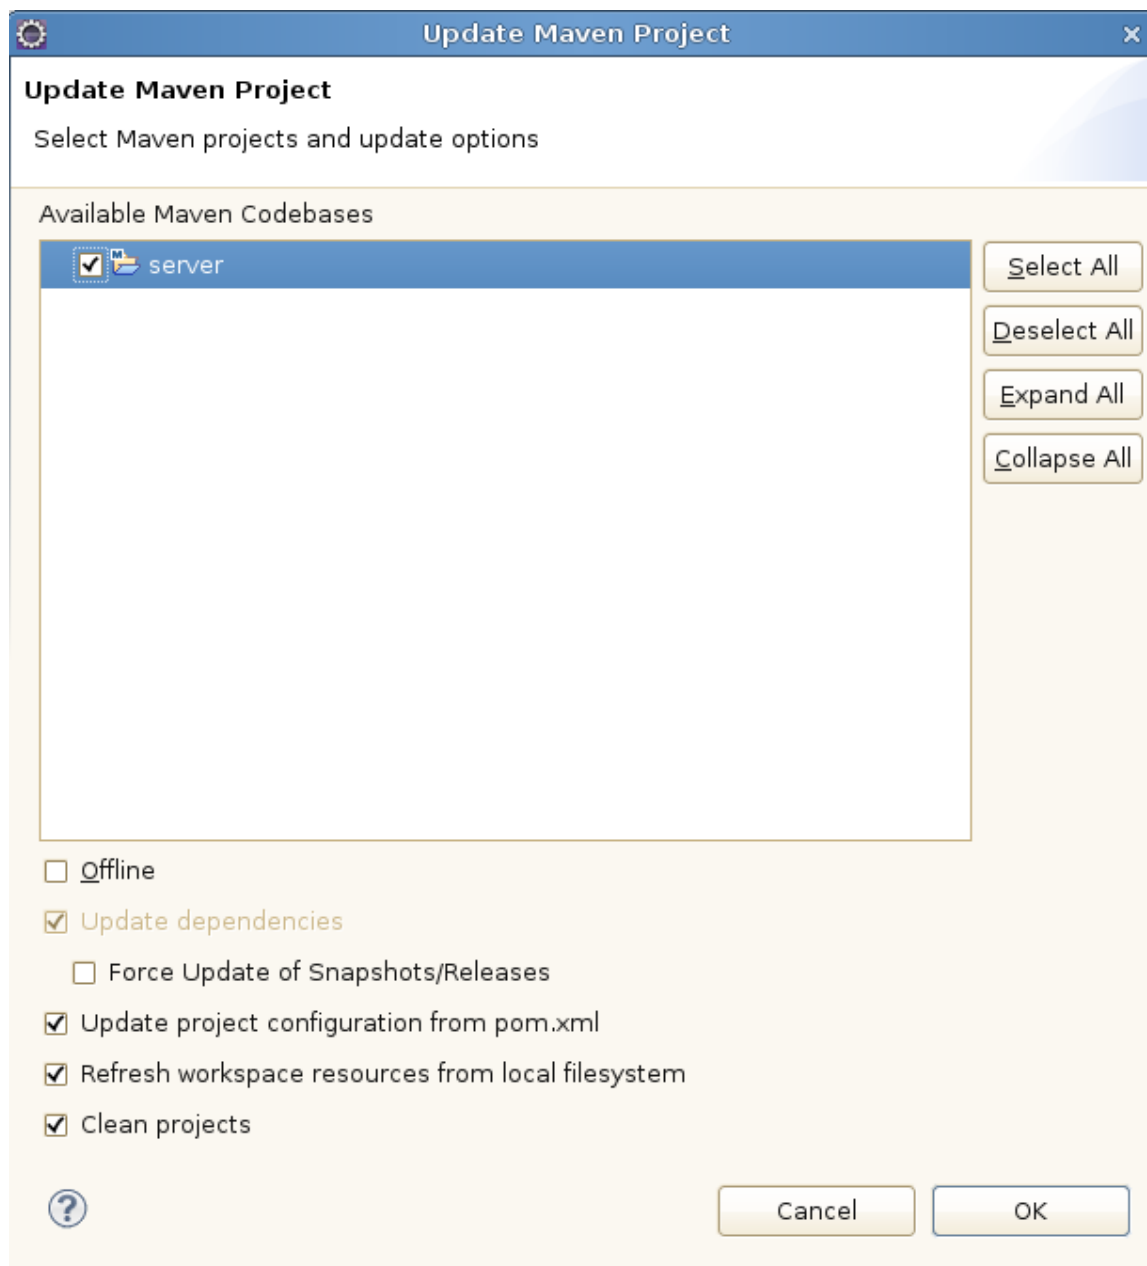 Update Maven Project
Update Maven Project
Select Maven projects and update options
Available Maven Codebases
server
Select All
Deselect All
Expand All
Collapse All
Offline
Update dependencies
Force Update of Snapshots/Releases
Update project configuration from pom.xml
Refresh workspace resources from local filesystem
Clean projects
Cancel
OK